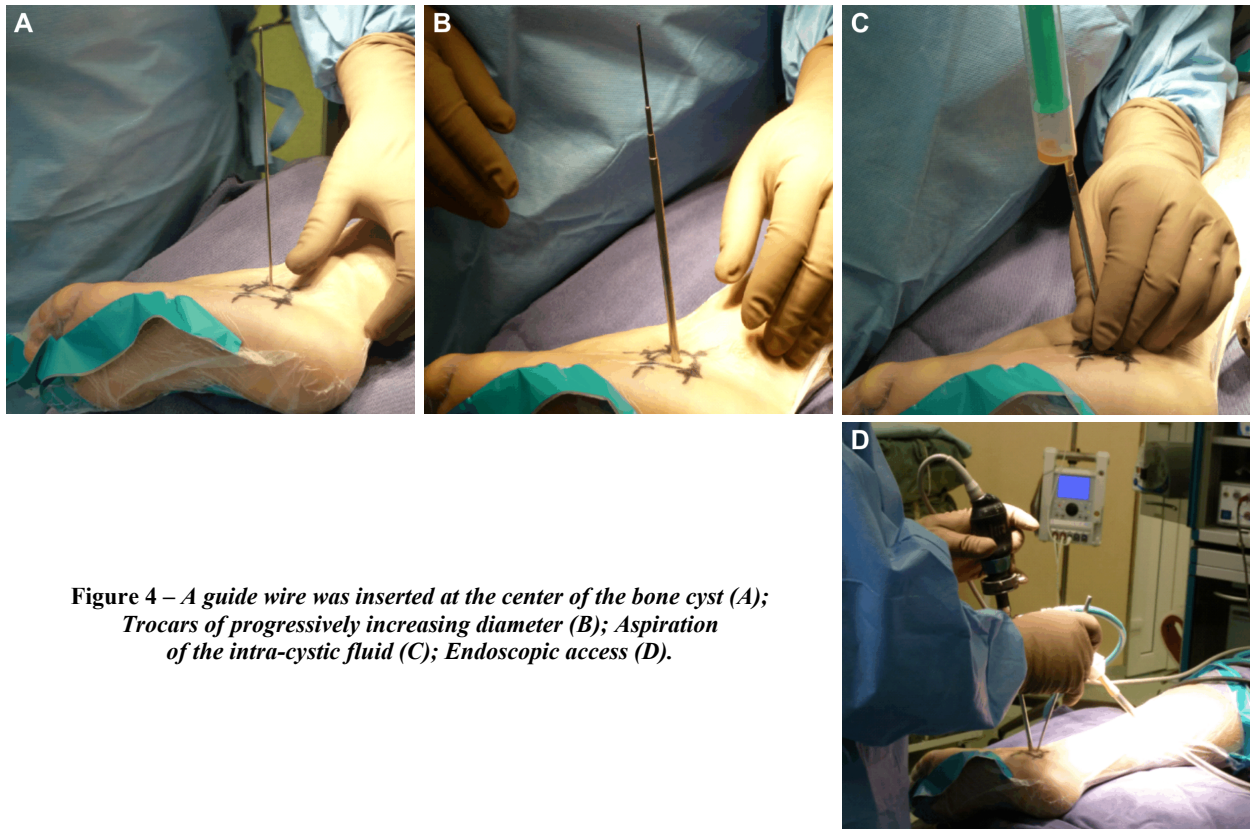 A
B
C
D
Figure 4 – A guide wire was inserted at the center of the bone cyst (A);
Trocars of progressively increasing diameter (B); Aspiration
of the intra-cystic fluid (C); Endoscopic access (D).